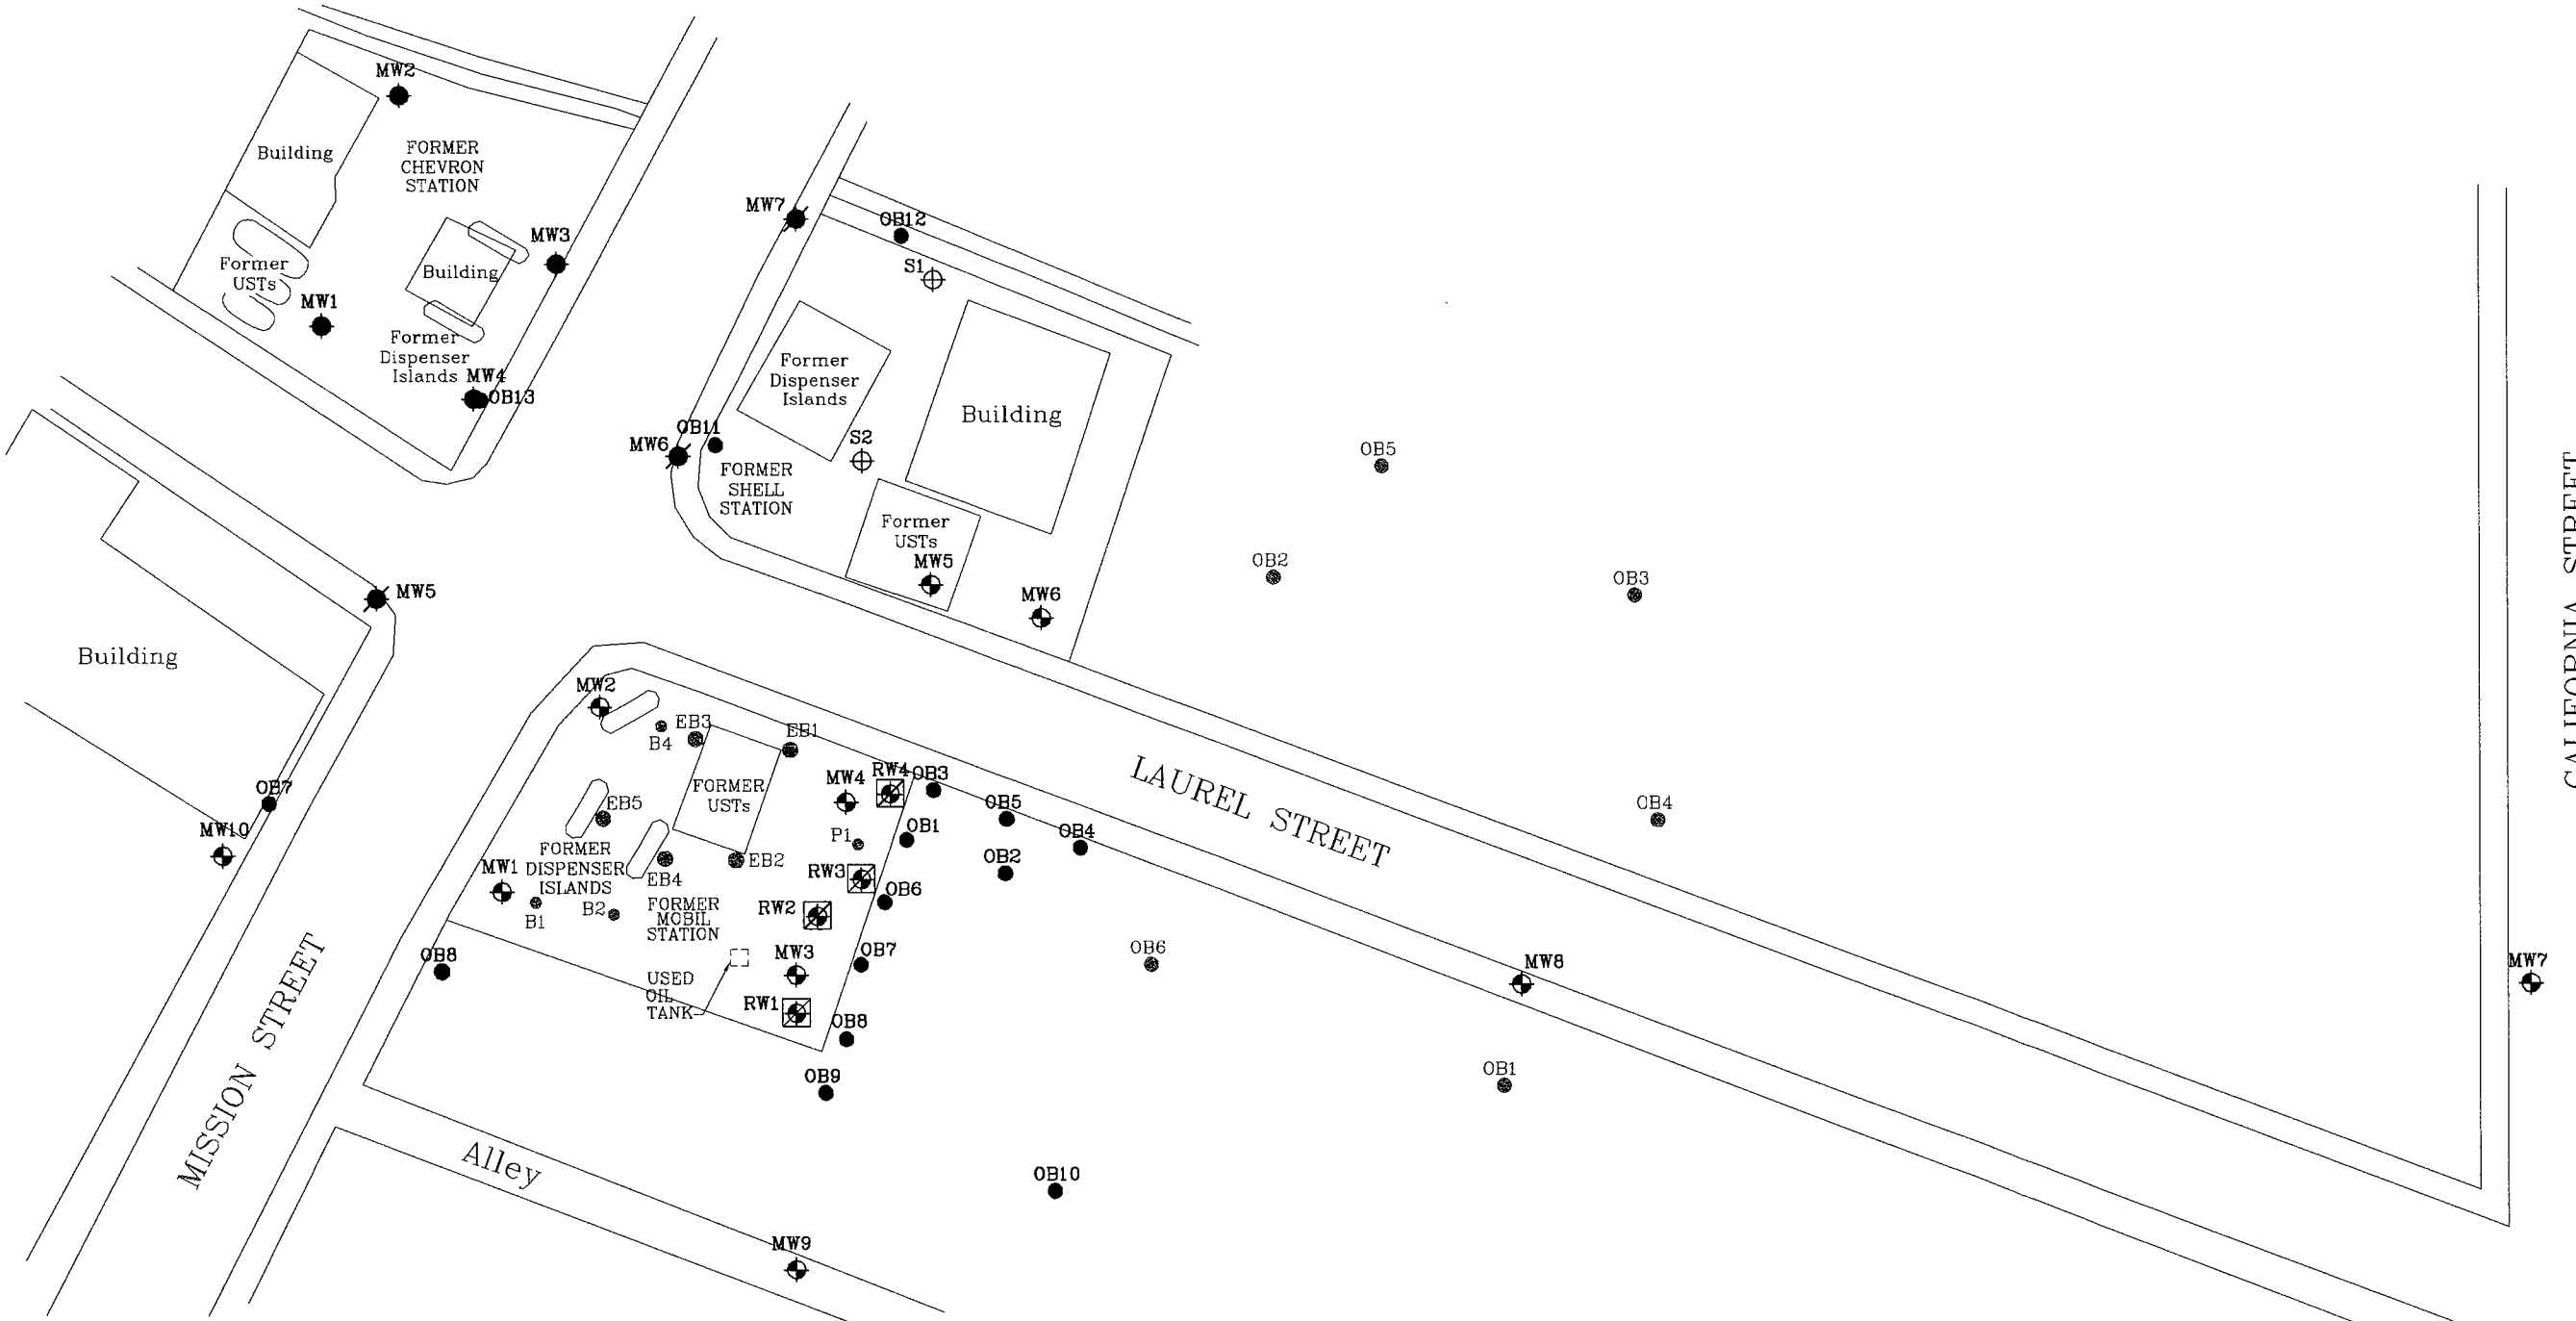 MW2
Building
FORMER
CHEVRON
STATION
MW3
Building
Former
USTs
MW1
Former
Dispenser
Islands
MW4
OB13
MW7
OB12
S1
Former
Dispenser
Islands
Building
OB11
MW6
S2
FORMER
SHELL
STATION
Former
USTs
MW5
MW6
OB5
OB2
OB3
OB4
CALIFORNIA STREET
MW5
Building
OB7
MW10
MW2
B4
EB3
EB1
FORMER
USTs
MW4
RW4
OB3
EB5
OB5
OB4
P1
OB1
FORMER
DISPENSER
ISLANDS
EB4
EB2
RW3
OB2
MW1
B1
B2
FORMER
MOBIL
STATION
RW2
OB6
MW3
OB7
OB8
USED
OIL
TANK
RW1
OB8
OB9
LAUREL STREET
OB6
MW8
MW7
OB1
OB10
MISSION STREET
Alley
MW9